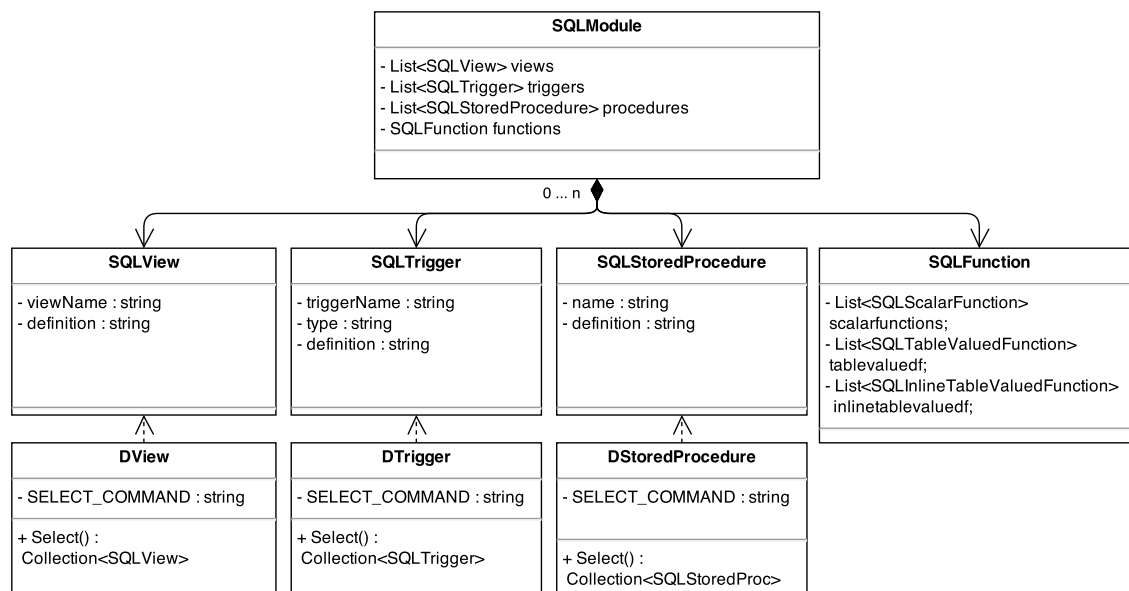 SQLModule
- List<SQLView> views
- List<SQLTrigger> triggers
- List<SQLStoredProcedure> procedures
- SQLFunction functions
0 ... n
SQLView
- viewName : string
- definition : string
SQLTrigger
- triggerName : string
- type : string
- definition : string
SQLStoredProcedure
- name : string
- definition : string
SQLFunction
- List<SQLScalarFunction>
scalarfunctions;
- List<SQLTableValuedFunction>
tablevaluedf;
- List<SQLInlineTableValuedFunction>
inlinetablevaluedf;
DView
- SELECT_COMMAND : string
+ Select() :
Collection<SQLView>
DTrigger
- SELECT_COMMAND : string
+ Select() :
Collection<SQLTrigger>
DStoredProcedure
- SELECT_COMMAND : string
+ Select() :
Collection<SQLStoredProc>